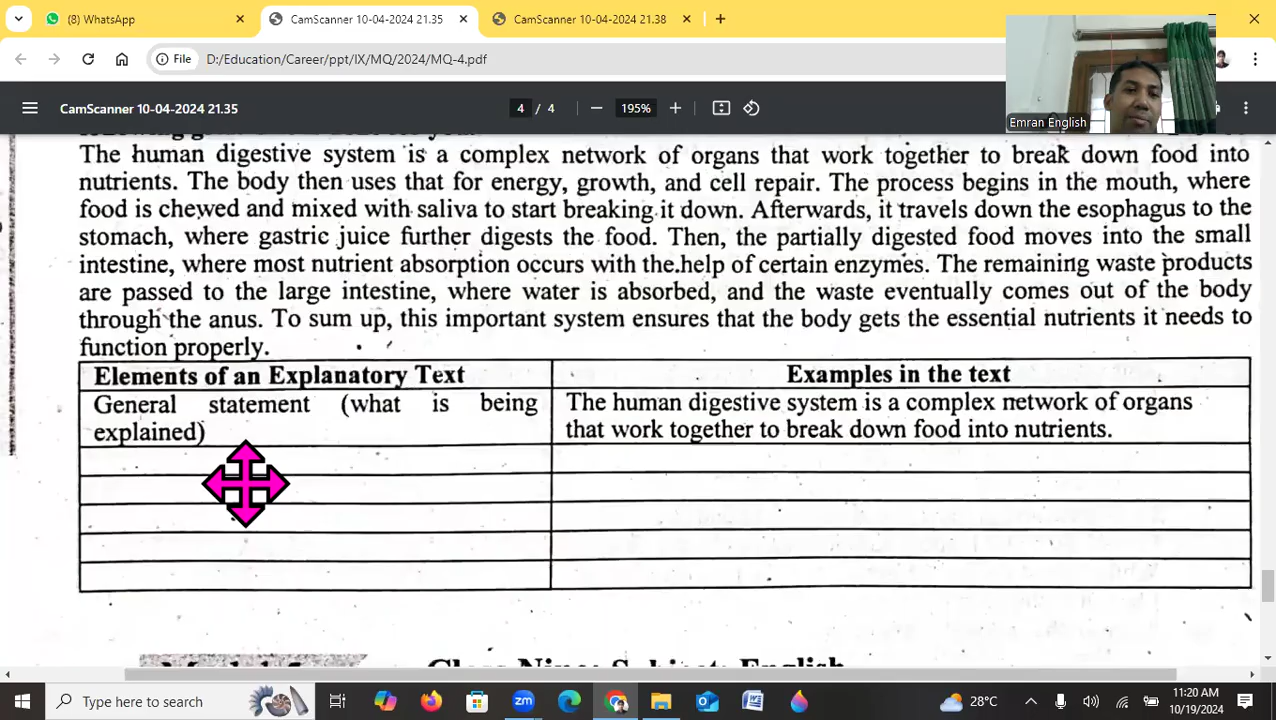 (8) WhatsApp
CamScanner 10-04-2024 21.35
CamScanner 10-04-2024 21.38
File
D:/Education/Career/ppt/IX/MQ/2024/MQ-4.pdf
CamScanner 10-04-2024 21.35
4 / 4
195%
Emran English
The human digestive system is a complex network of organs that work together to break down food into
nutrients. The body then uses that for energy, growth, and cell repair. The process begins in the mouth, where
food is chewed and mixed with saliva to start breaking it down. Afterwards, it travels down the esophagus to the
stomach, where gastric juice further digests the food. Then, the partially digested food moves into the small
intestine, where most nutrient absorption occurs with the help of certain enzymes. The remaining waste products
are passed to the large intestine, where water is absorbed, and the waste eventually comes out of the body
through the anus. To sum up, this important system ensures that the body gets the essential nutrients it needs to
function properly.
Elements of an Explanatory Text
Examples in the text
General statement (what is being
explained)
The human digestive system is a complex network of organs
that work together to break down food into nutrients.
Class Nine: Subject: English
Type here to search
28°C
11:20 AM
10/19/2024